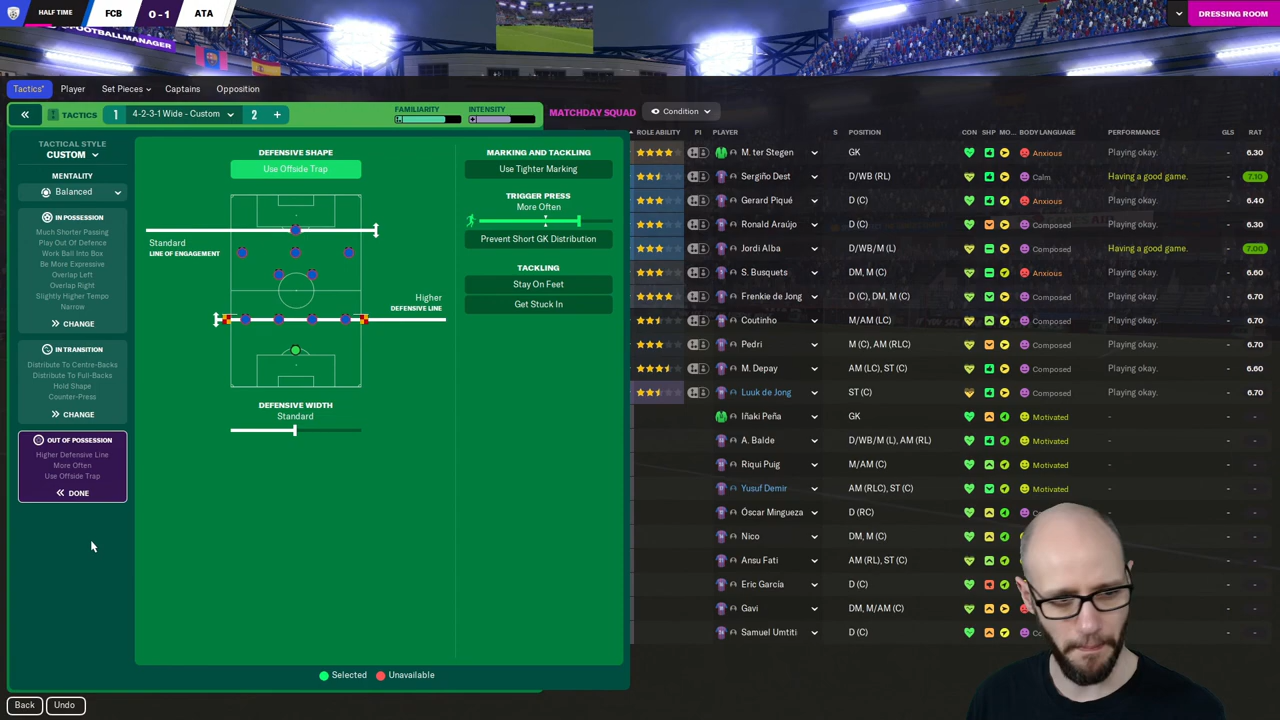 HALF TIME
FCB
0 - 1
ATA
DRESSING ROOM
FOOTBALLMANAGER
Tactics*
Player
Set Pieces
Captains
Opposition
TACTICS
1
4-2-3-1 Wide - Custom
2
+
FAMILIARITY
INTENSITY
MATCHDAY SQUAD
Condition
TACTICAL STYLE
CUSTOM
MENTALITY
Balanced
IN POSSESSION
Much Shorter Passing
Play Out Of Defence
Work Ball Into Box
Be More Expressive
Overlap Left
Overlap Right
Slightly Higher Tempo
Narrow
CHANGE
IN TRANSITION
Distribute To Centre-Backs
Distribute To Full-Backs
Hold Shape
Counter-Press
CHANGE
OUT OF POSSESSION
Higher Defensive Line
More Often
Use Offside Trap
DONE
DEFENSIVE SHAPE
Use Offside Trap
Standard
LINE OF ENGAGEMENT
Higher
DEFENSIVE LINE
DEFENSIVE WIDTH
Standard
MARKING AND TACKLING
Use Tighter Marking
TRIGGER PRESS
More Often
Prevent Short GK Distribution
TACKLING
Stay On Feet
Get Stuck In
Selected
Unavailable
Back
Undo
ROLE ABILITY PI PLAYER S POSITION CON SHP MO... BODY LANGUAGE PERFORMANCE GLS RAT
M. ter Stegen GK Anxious Playing okay. - 6.30
Sergiño Dest D/WB (RL) Calm Having a good game. - 7.10
Gerard Piqué D (C) Anxious Playing okay. - 6.40
Ronald Araújo D (C) Composed Playing okay. - 6.30
Jordi Alba D/WB/M (L) Composed Having a good game. - 7.00
S. Busquets DM, M (C) Anxious Playing okay. - 6.60
Frenkie de Jong D (C), DM, M (C) Composed Playing okay. - 6.70
Coutinho M/AM (LC) Composed Playing okay. - 6.70
Pedri M (C), AM (RLC) Composed Playing okay. - 6.70
M. Depay AM (LC), ST (C) Composed Playing okay. - 6.60
Luuk de Jong ST (C) Composed Playing okay. - 6.70
Iñaki Peña GK Motivated - - -
A. Balde D/WB/M (L), AM (RL) Motivated - - -
Riqui Puig M/AM (C) Motivated - - -
Yusuf Demir AM (RLC), ST (C) Motivated - - -
Óscar Mingueza D (RC) - -
Nico DM, M (C) - -
Ansu Fati AM (RL), ST (C) - -
Eric García D (C) - -
Gavi DM, M/AM (C) - -
Samuel Umtiti D (C) - -